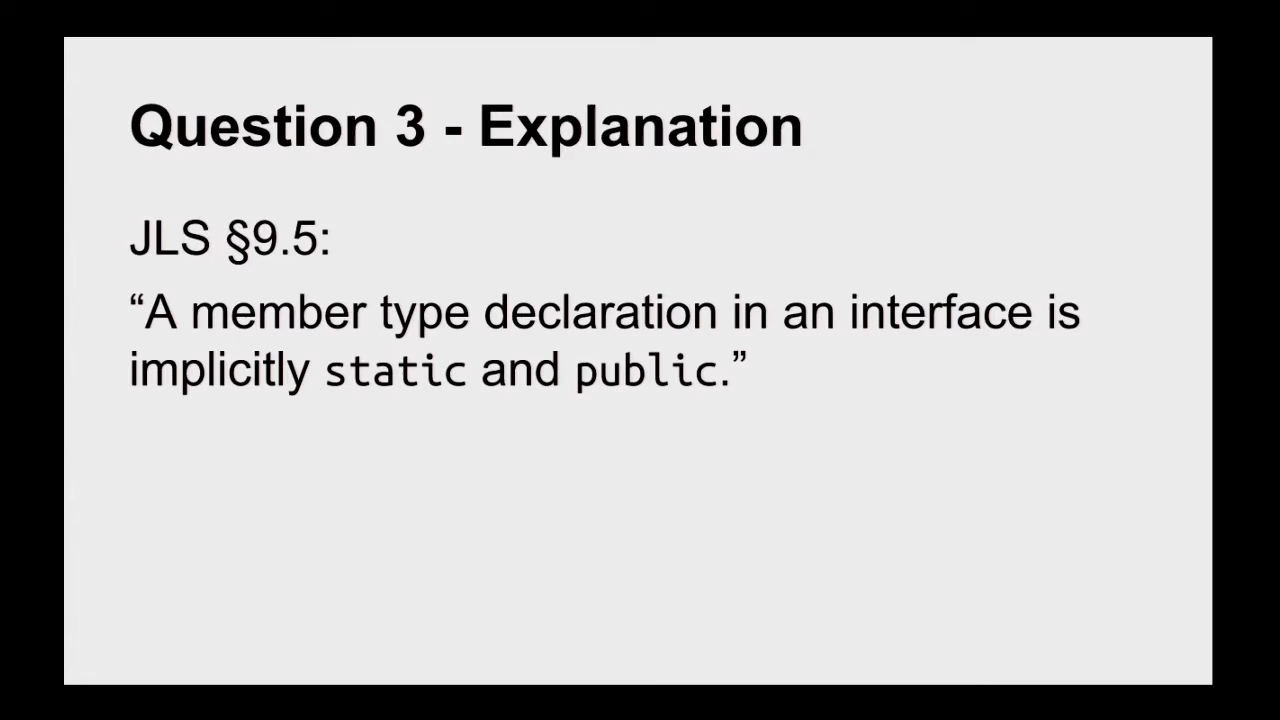 Question 3 - Explanation
JLS §9.5:
“A member type declaration in an interface is
implicitly static and public.”